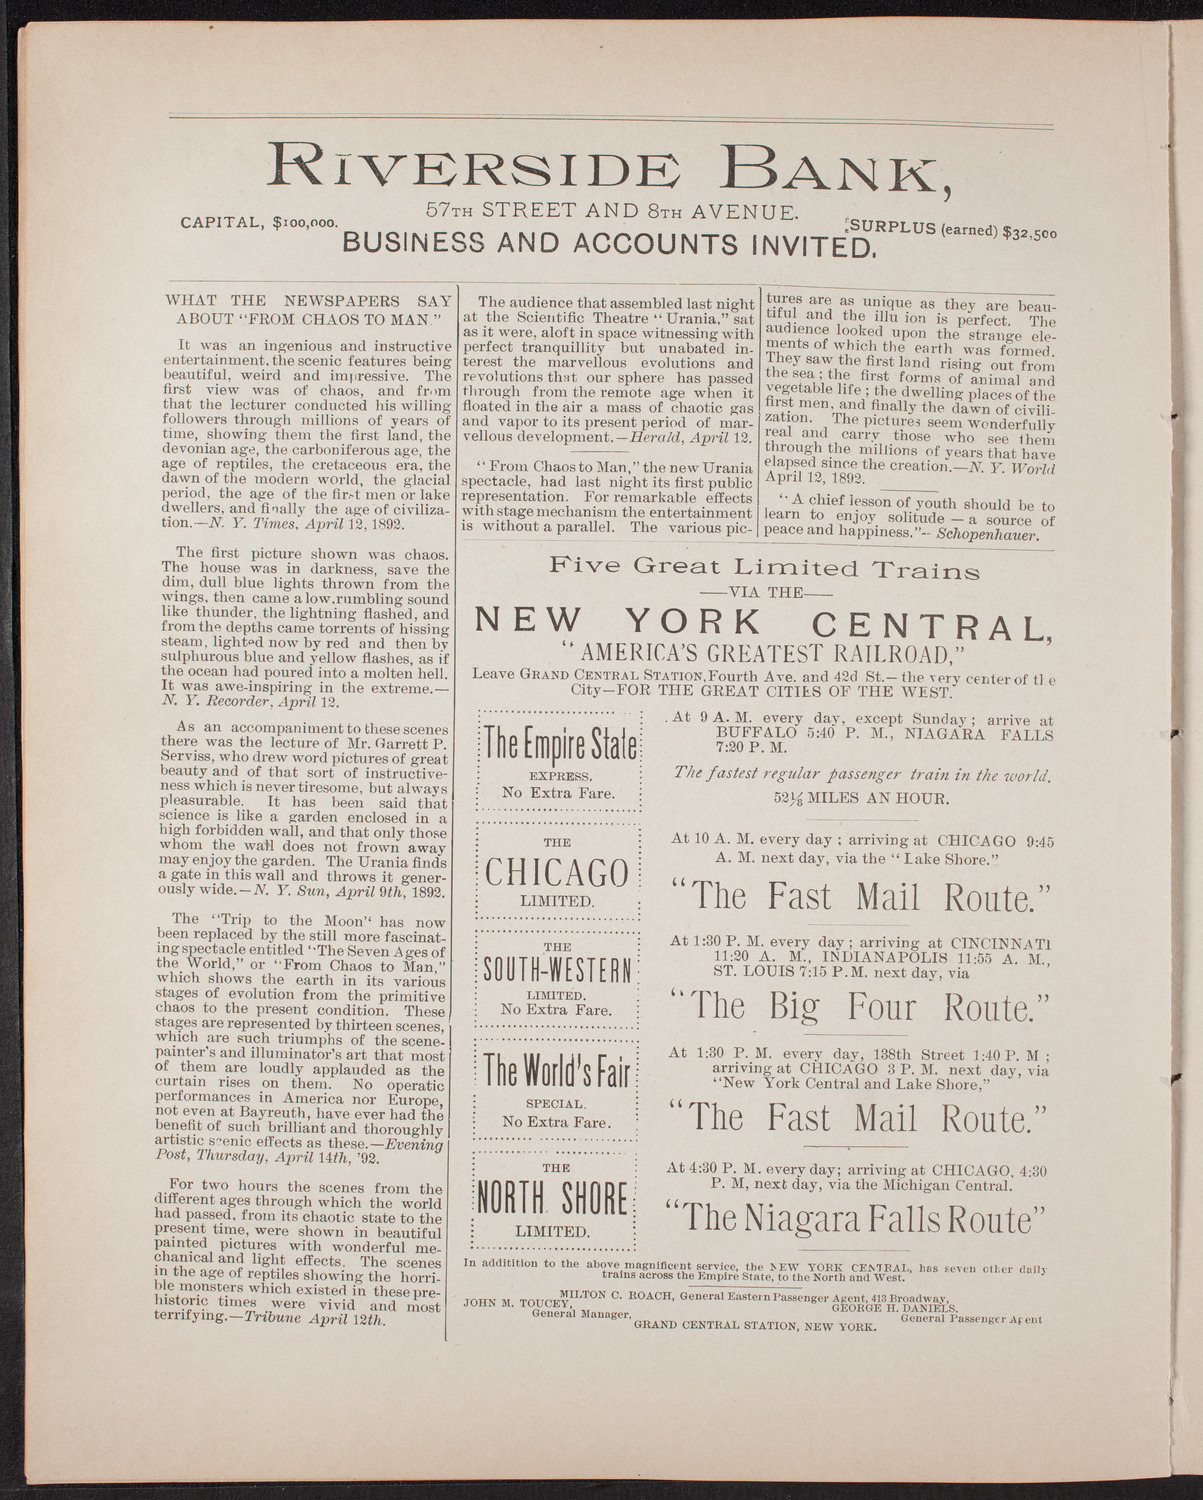 RIVERSIDE BANK,
57TH STREET AND 8TH AVENUE.
CAPITAL, $100,000.
SURPLUS (earned) $32,500
BUSINESS AND ACCOUNTS INVITED.
WHAT THE NEWSPAPERS SAY
ABOUT "FROM CHAOS TO MAN."
It was an ingenious and instructive
entertainment, the scenic features being
beautiful, weird and impressive. The
first view was of chaos, and from
that the lecturer conducted his willing
followers through millions of years of
time, showing them the first land, the
devonian age, the carboniferous age, the
age of reptiles, the cretaceous era, the
dawn of the modern world, the glacial
period, the age of the first men or lake
dwellers, and finally the age of civiliza-
tion.—N. Y. Times, April 12, 1892.
The first picture shown was chaos.
The house was in darkness, save the
dim, dull blue lights thrown from the
wings, then came a low, rumbling sound
like thunder, the lightning flashed, and
from the depths came torrents of hissing
steam, lighted now by red and then by
sulphurous blue and yellow flashes, as if
the ocean had poured into a molten hell.
It was awe-inspiring in the extreme.—
N. Y. Recorder, April 12.
As an accompaniment to these scenes
there was the lecture of Mr. Garrett P.
Serviss, who drew word pictures of great
beauty and of that sort of instructive-
ness which is never tiresome, but always
pleasurable. It has been said that
science is like a garden enclosed in a
high forbidden wall, and that only those
whom the wall does not frown away
may enjoy the garden. The Urania finds
a gate in this wall and throws it gener-
ously wide.—N. Y. Sun, April 9th, 1892.
The "Trip to the Moon" has now
been replaced by the still more fascinat-
ing spectacle entitled "The Seven Ages of
the World," or "From Chaos to Man,"
which shows the earth in its various
stages of evolution from the primitive
chaos to the present condition. These
stages are represented by thirteen scenes,
which are such triumphs of the scene-
painter's and illuminator's art that most
of them are loudly applauded as the
curtain rises on them. No operatic
performances in America nor Europe,
not even at Bayreuth, have ever had the
benefit of such brilliant and thoroughly
artistic scenic effects as these.—Evening
Post, Thursday, April 14th, '92.
For two hours the scenes from the
different ages through which the world
had passed, from its chaotic state to the
present time, were shown in beautiful
painted pictures with wonderful me-
chanical and light effects. The scenes
in the age of reptiles showing the horri-
ble monsters which existed in these pre-
historic times were vivid and most
terrifying.—Tribune April 12th.
The audience that assembled last night
at the Scientific Theatre "Urania," sat
as it were, aloft in space witnessing with
perfect tranquillity but unabated in-
terest the marvellous evolutions and
revolutions that our sphere has passed
through from the remote age when it
floated in the air a mass of chaotic gas
and vapor to its present period of mar-
vellous development.—Herald, April 12.
"From Chaos to Man," the new Urania
spectacle, had last night its first public
representation. For remarkable effects
with stage mechanism the entertainment
is without a parallel. The various pic-
tures are as unique as they are beau-
tiful and the illu ion is perfect. The
audience looked upon the strange ele-
ments of which the earth was formed.
They saw the first land rising out from
the sea; the first forms of animal and
vegetable life; the dwelling places of the
first men, and finally the dawn of civili-
zation. The pictures seem wonderfully
real and carry those who see them
through the millions of years that have
elapsed since the creation.—N. Y. World
April 12, 1892.
"A chief lesson of youth should be to
learn to enjoy solitude — a source of
peace and happiness."-- Schopenhauer.
Five Great Limited Trains
—VIA THE—
NEW YORK CENTRAL,
"AMERICA'S GREATEST RAILROAD,"
Leave GRAND CENTRAL STATION, Fourth Ave. and 42d St.—the very center of the
City—FOR THE GREAT CITIES OF THE WEST.
The Empire State
EXPRESS.
No Extra Fare.
At 9 A. M. every day, except Sunday; arrive at
BUFFALO 5:40 P. M., NIAGARA FALLS
7:20 P. M.
The fastest regular passenger train in the world.
52⅛ MILES AN HOUR.
THE
CHICAGO
LIMITED.
At 10 A. M. every day; arriving at CHICAGO 9:45
A. M. next day, via the "Lake Shore."
"The Fast Mail Route."
THE
SOUTH-WESTERN
LIMITED.
No Extra Fare.
At 1:30 P. M. every day; arriving at CINCINNATI
11:20 A. M., INDIANAPOLIS 11:55 A. M.,
ST. LOUIS 7:15 P.M. next day, via
"The Big Four Route."
The World's Fair
SPECIAL.
No Extra Fare.
At 1:30 P. M. every day, 138th Street 1:40 P. M;
arriving at CHICAGO 3 P. M. next day, via
"New York Central and Lake Shore,"
"The Fast Mail Route."
THE
NORTH SHORE
LIMITED.
At 4:30 P. M. every day; arriving at CHICAGO, 4:30
P. M, next day, via the Michigan Central.
"The Niagara Falls Route"
In additition to the above magnificent service, the NEW YORK CENTRAL, has seven other daily
trains across the Empire State, to the North and West.
MILTON C. ROACH, General Eastern Passenger Agent, 413 Broadway,
JOHN M. TOUCEY,
General Manager,
GEORGE H. DANIELS.
General Passenger Agent
GRAND CENTRAL STATION, NEW YORK.